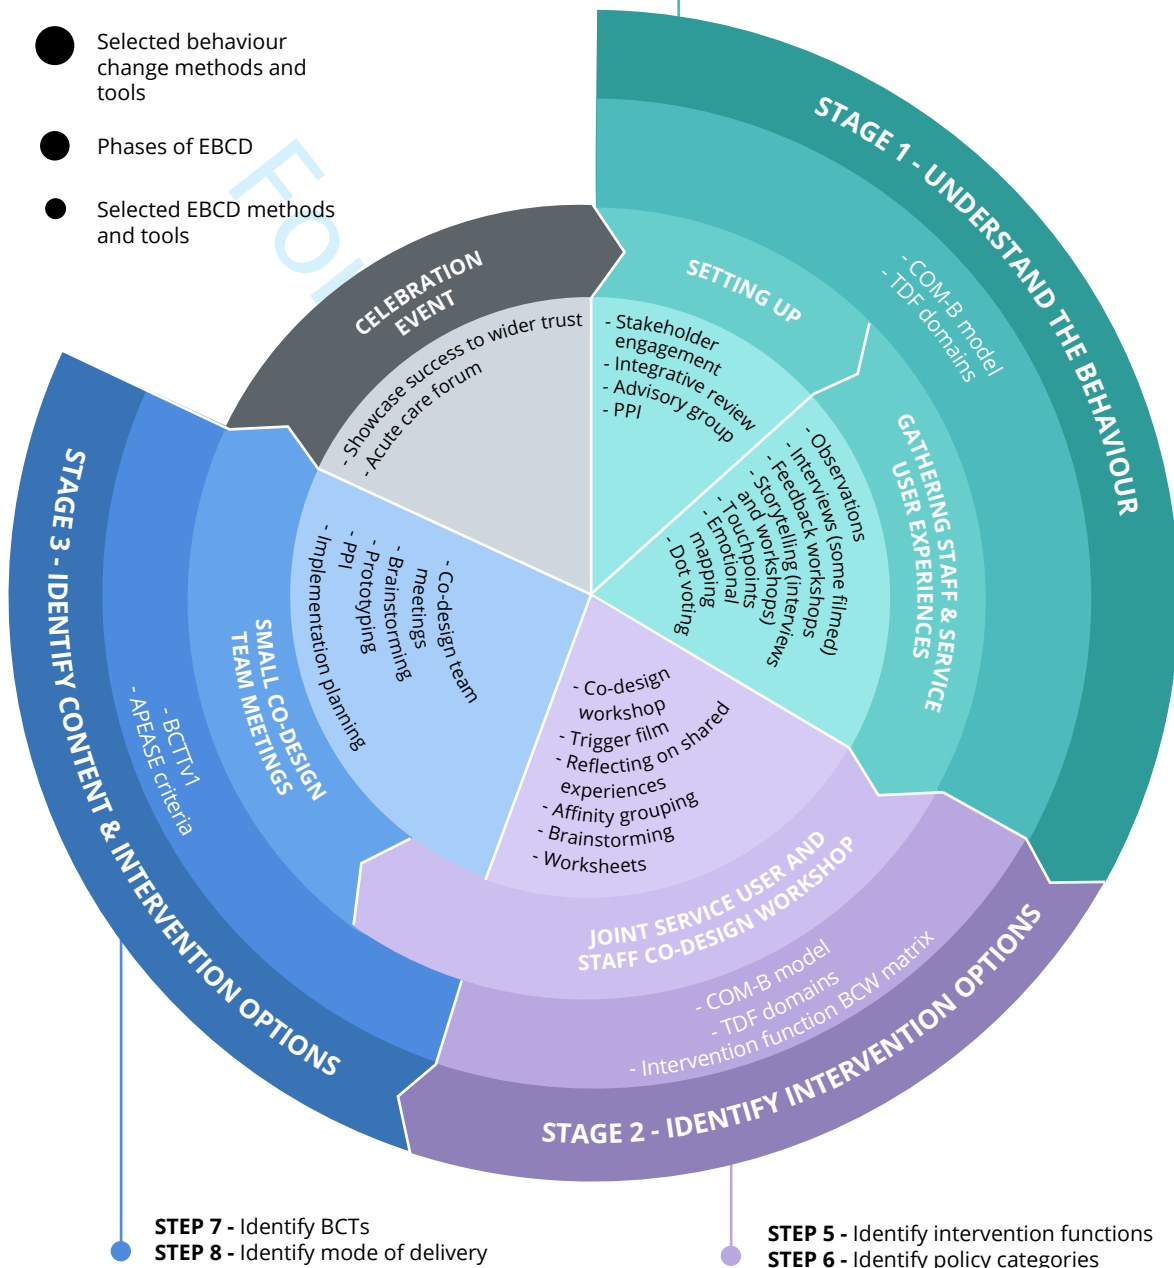 Selected behaviour
change methods and
tools
Phases of EBCD
Selected EBCD methods
and tools
STAGE 1 - UNDERSTAND THE BEHAVIOUR
- COM-B model
- TDF domains
SETTING UP
- Stakeholder
engagement
- Integrative review
- Advisory group
- PPI
GATHERING STAFF & SERVICE
USER EXPERIENCES
- Observations
- Interviews (some filmed)
- Feedback workshops
- Storytelling (interviews
and workshops)
- Touchpoints
- Emotional
mapping
- Dot voting
STAGE 2 - IDENTIFY INTERVENTION OPTIONS
- COM-B model
- TDF domains
- Intervention function BCW matrix
JOINT SERVICE USER AND
STAFF CO-DESIGN WORKSHOP
- Co-design
workshop
- Trigger film
- Reflecting on shared
experiences
- Affinity grouping
- Brainstorming
- Worksheets
STAGE 3 - IDENTIFY CONTENT & INTERVENTION OPTIONS
- BCTTv1
- APEASE criteria
SMALL CO-DESIGN
TEAM MEETINGS
- Co-design team
meetings
- Brainstorming
- Prototyping
- PPI
- Implementation planning
CELEBRATION
EVENT
- Showcase success to wider trust
- Acute care forum
STEP 7 - Identify BCTs
STEP 8 - Identify mode of delivery
STEP 5 - Identify intervention functions
STEP 6 - Identify policy categories